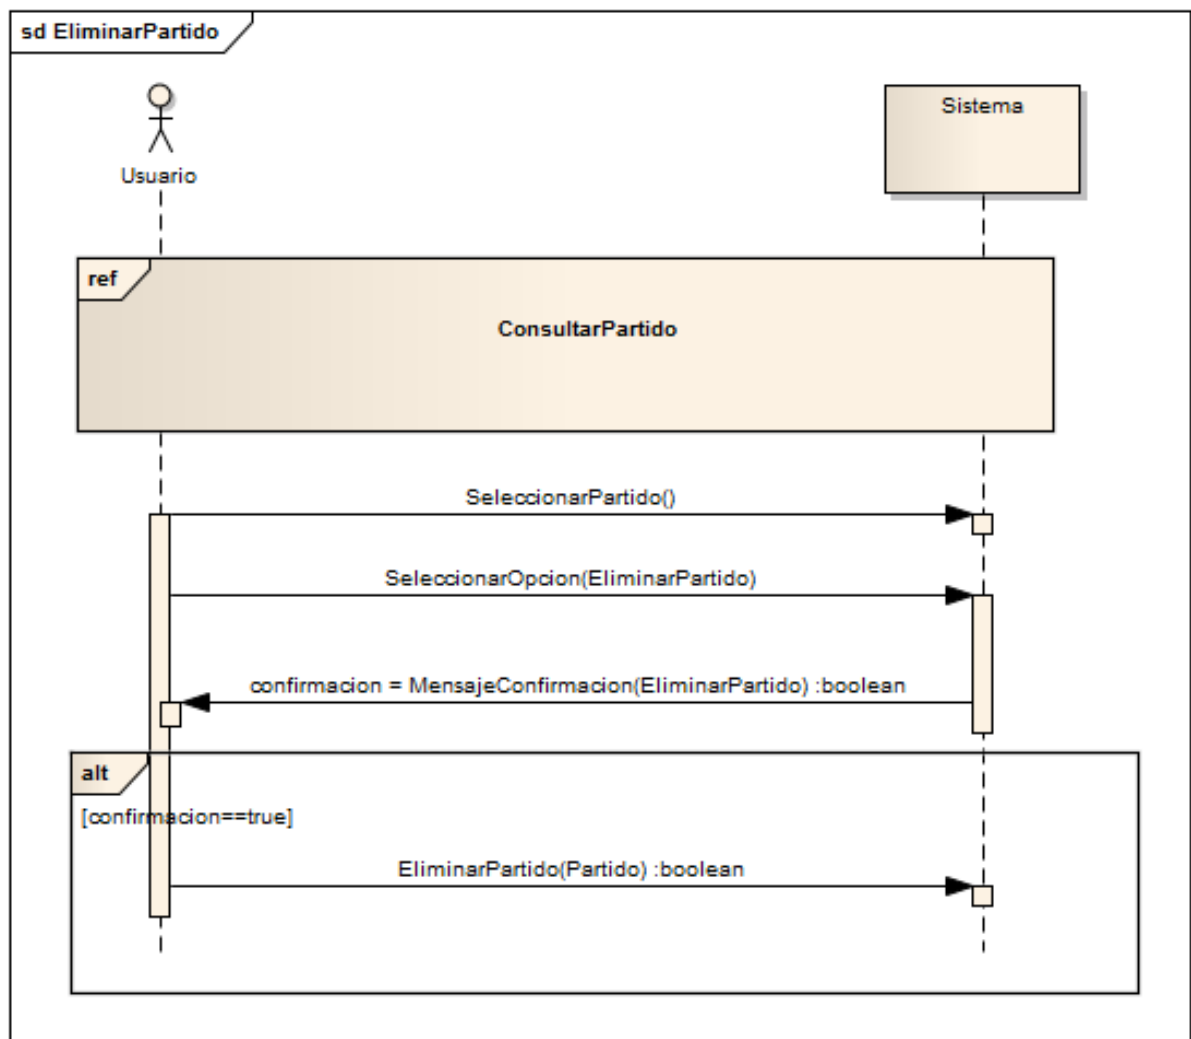 sd EliminarPartido
Usuario
Sistema
ref
ConsultarPartido
SeleccionarPartido()
SeleccionarOpcion(EliminarPartido)
confirmacion = MensajeConfirmacion(EliminarPartido) :boolean
alt
[confirmacion==true]
EliminarPartido(Partido) :boolean